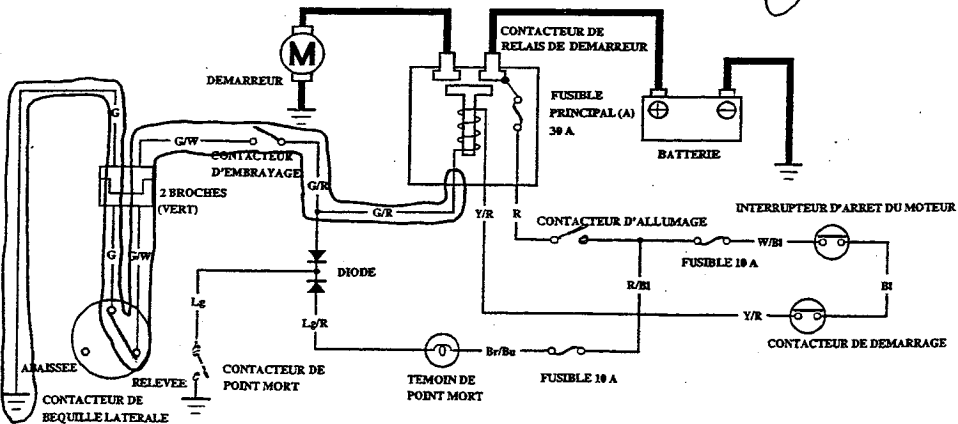 CONTACTEUR DE
RELAIS DE DEMARREUR
M
DEMARREUR
FUSIBLE
PRINCIPAL (A)
30 A
BATTERIE
G
G/W
CONTACTEUR
D'EMBRAYAGE
2 BROCHES
(VERT)
G/R
G/R
Y/R
R
CONTACTEUR D'ALLUMAGE
INTERRUPTEUR D'ARRET DU MOTEUR
W/Bl
FUSIBLE 10 A
G
G/W
DIODE
R/Bl
Bl
Lg
Lg/R
Y/R
CONTACTEUR DE DEMARRAGE
ABAISSEE
RELEVEE
CONTACTEUR DE
POINT MORT
Br/Bu
TEMOIN DE
POINT MORT
FUSIBLE 10 A
CONTACTEUR DE
BEQUILLE LATERALE